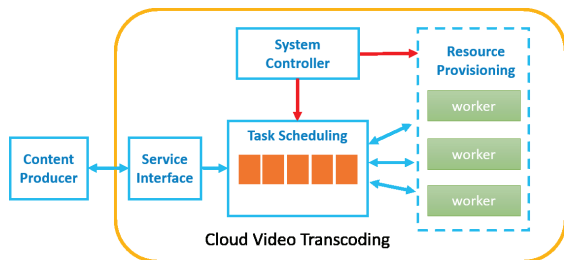 System
Controller
Resource
Provisioning
worker
Task Scheduling
Content
Producer
Service
Interface
worker
worker
Cloud Video Transcoding